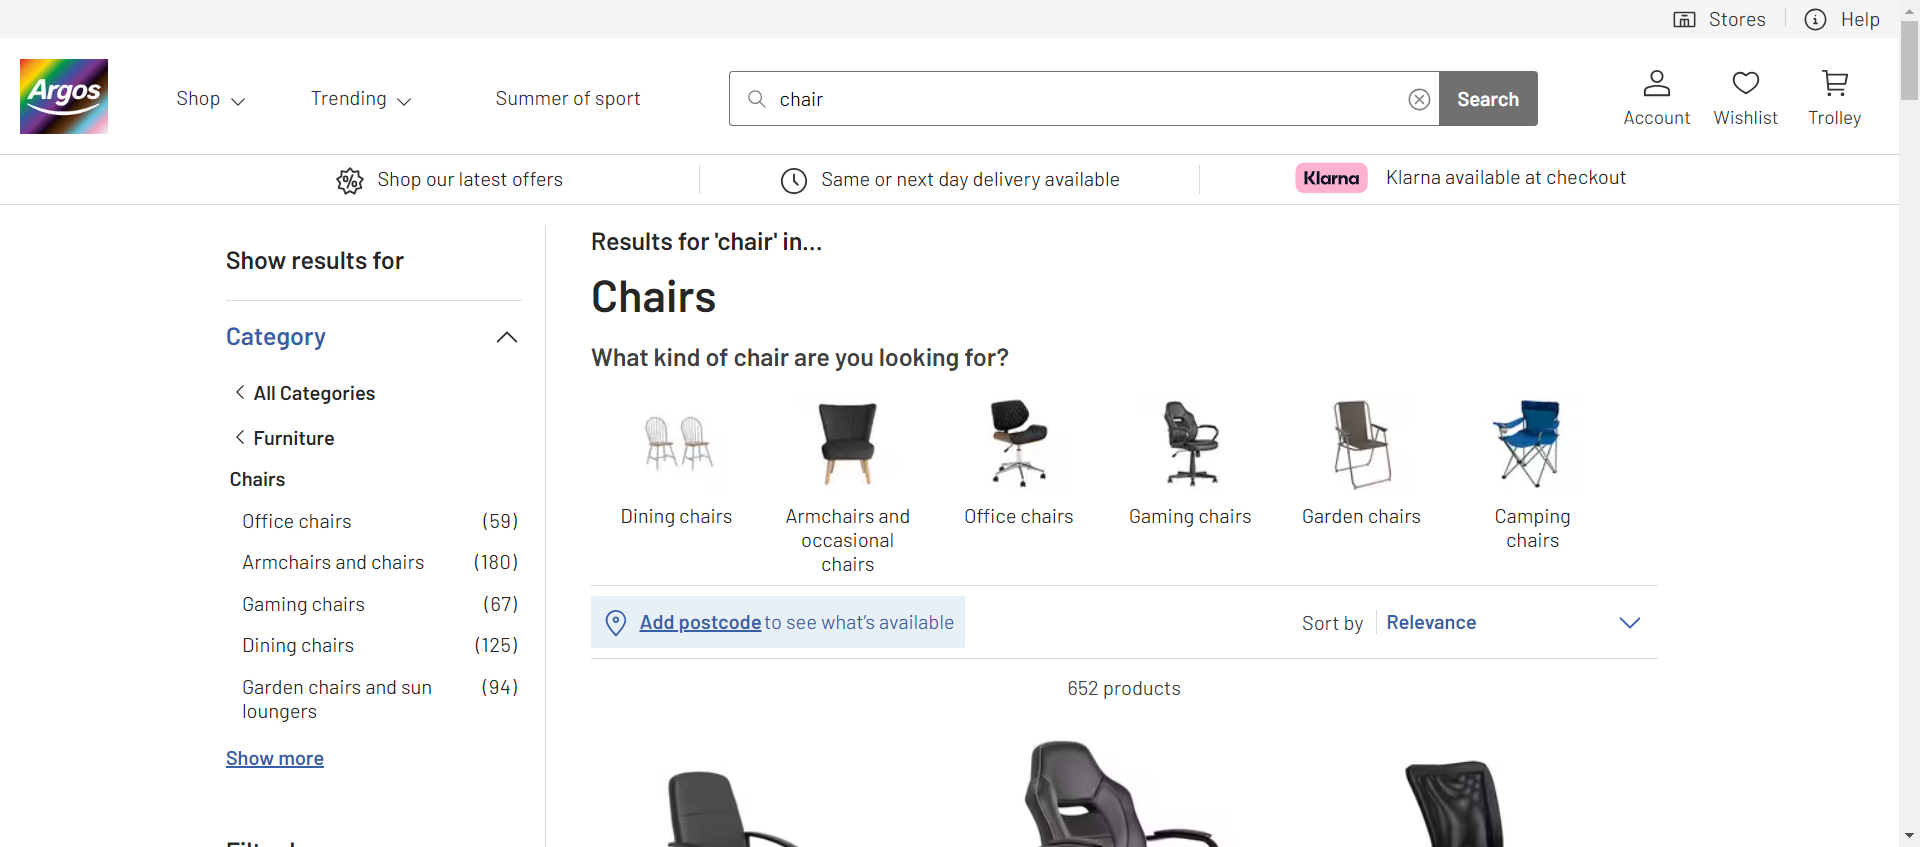 Stores
Help
Argos
Shop
Trending
Summer of sport
chair
Search
Account
Wishlist
Trolley
Shop our latest offers
Same or next day delivery available
Klarna
Klarna available at checkout
Show results for
Category
All Categories
Furniture
Chairs
Office chairs (59)
Armchairs and chairs (180)
Gaming chairs (67)
Dining chairs (125)
Garden chairs and sun (94)
loungers
Show more
Results for 'chair' in...
Chairs
What kind of chair are you looking for?
Dining chairs
Armchairs and
occasional
chairs
Office chairs
Gaming chairs
Garden chairs
Camping
chairs
Add postcode to see what's available
Sort by
Relevance
652 products